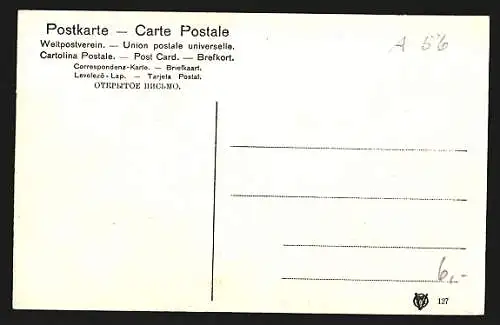 Postkarte — Carte Postale
Weltpostverein. — Union postale universelle.
Cartolina Postale. — Post Card. — Brefkort.
Correspondenz-Karte. — Briefkaart.
Levelező-Lap. — Tarjeta Postal.
ОТКРЫТОЕ ПИСЬМО.
A 56
6,-
127